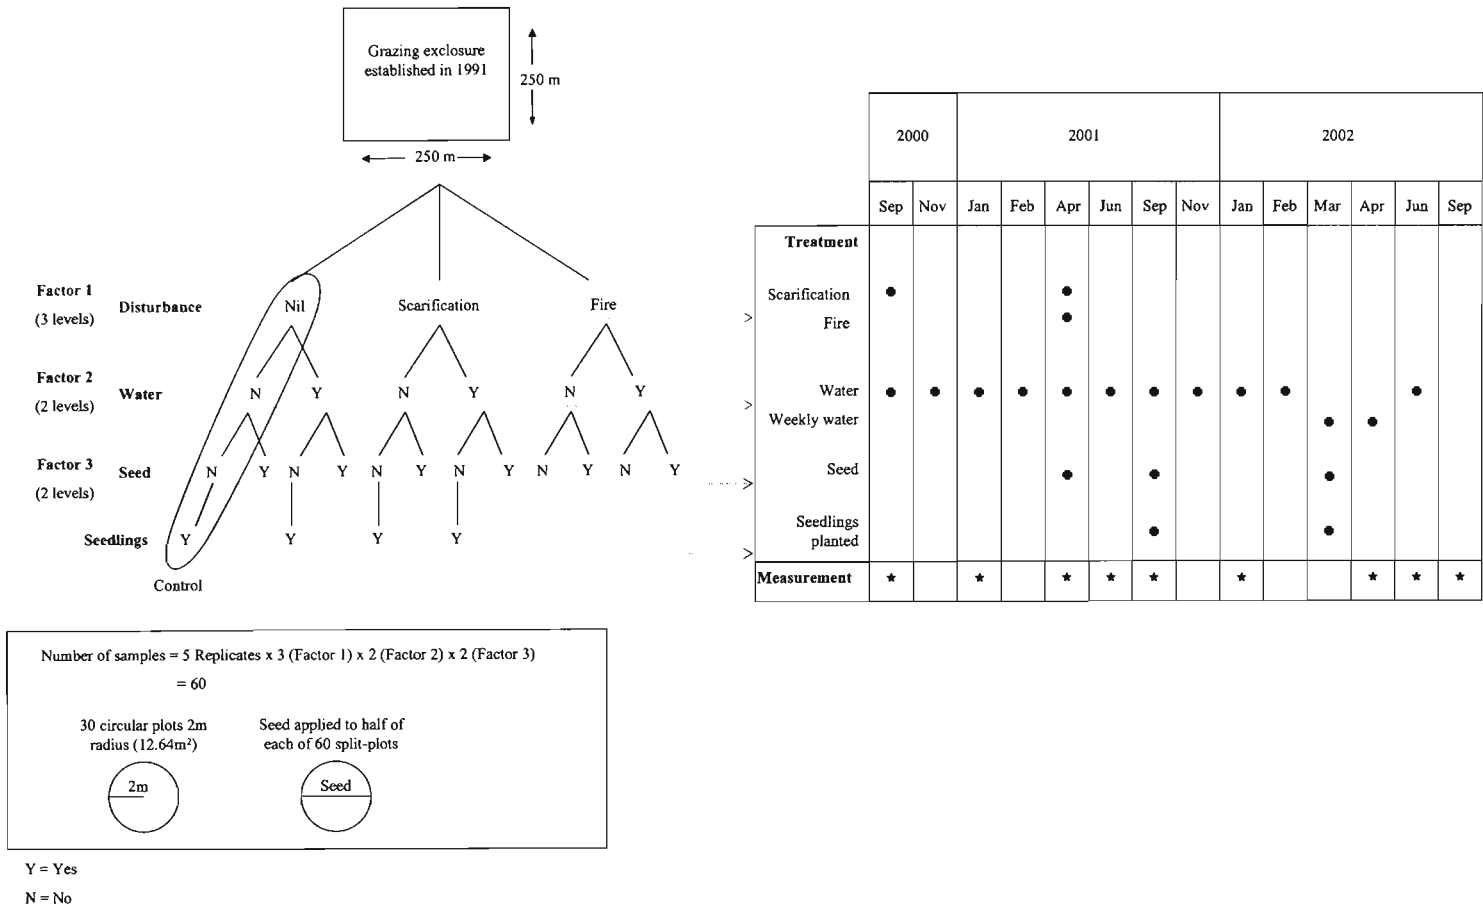 Grazing exclosure
established in 1991
250 m
250 m
Factor 1
(3 levels)
Disturbance
Nil
Scarification
Fire
Factor 2
(2 levels)
Water
N Y N Y N Y
Factor 3
(2 levels)
Seed
N Y N Y N Y N Y N Y N Y
Seedlings
Y Y Y Y
Control
2000 2001 2002
Sep Nov Jan Feb Apr Jun Sep Nov Jan Feb Mar Apr Jun Sep
Treatment
Scarification
Fire
Water
Weekly water
Seed
Seedlings
planted
Measurement
Number of samples = 5 Replicates x 3 (Factor 1) x 2 (Factor 2) x 2 (Factor 3)
= 60
30 circular plots 2m
radius (12.64m²)
2m
Seed applied to half of
each of 60 split-plots
Seed
Y = Yes
N = No